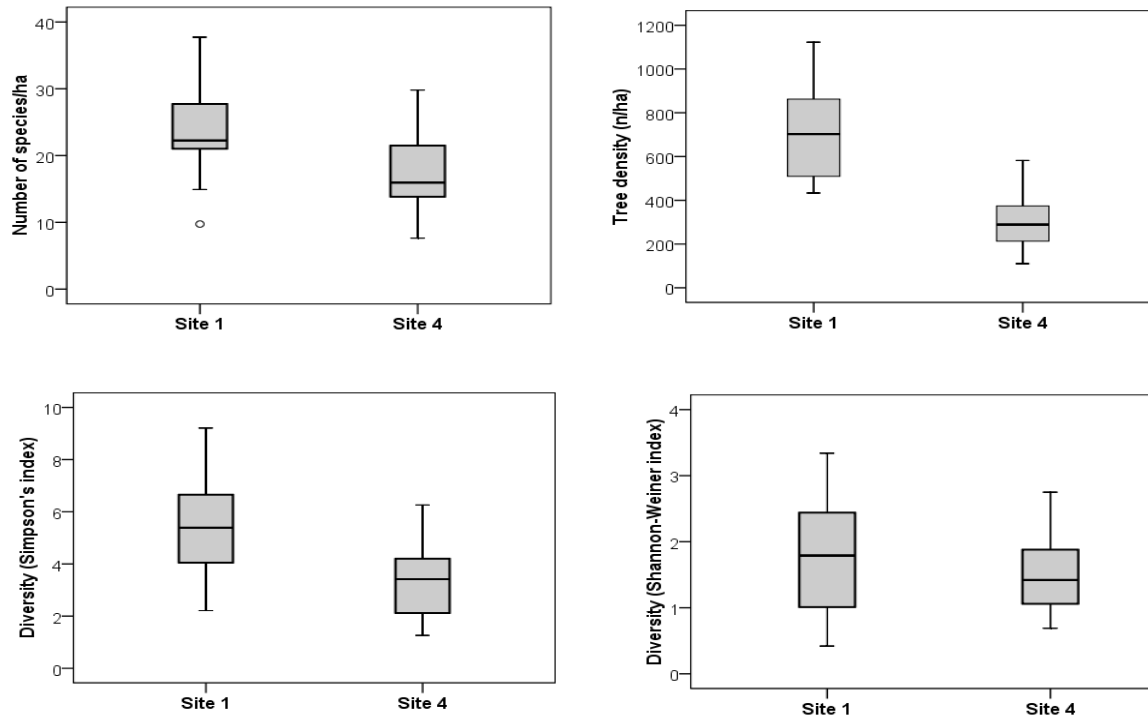 Number of species/ha
40
30
20
10
0
Site 1
Site 4
Tree density (n/ha)
1200
1000
800
600
400
200
0
Site 1
Site 4
Diversity (Simpson's index)
10
8
6
4
2
0
Site 1
Site 4
Diversity (Shannon-Weiner index)
4
3
2
1
0
Site 1
Site 4